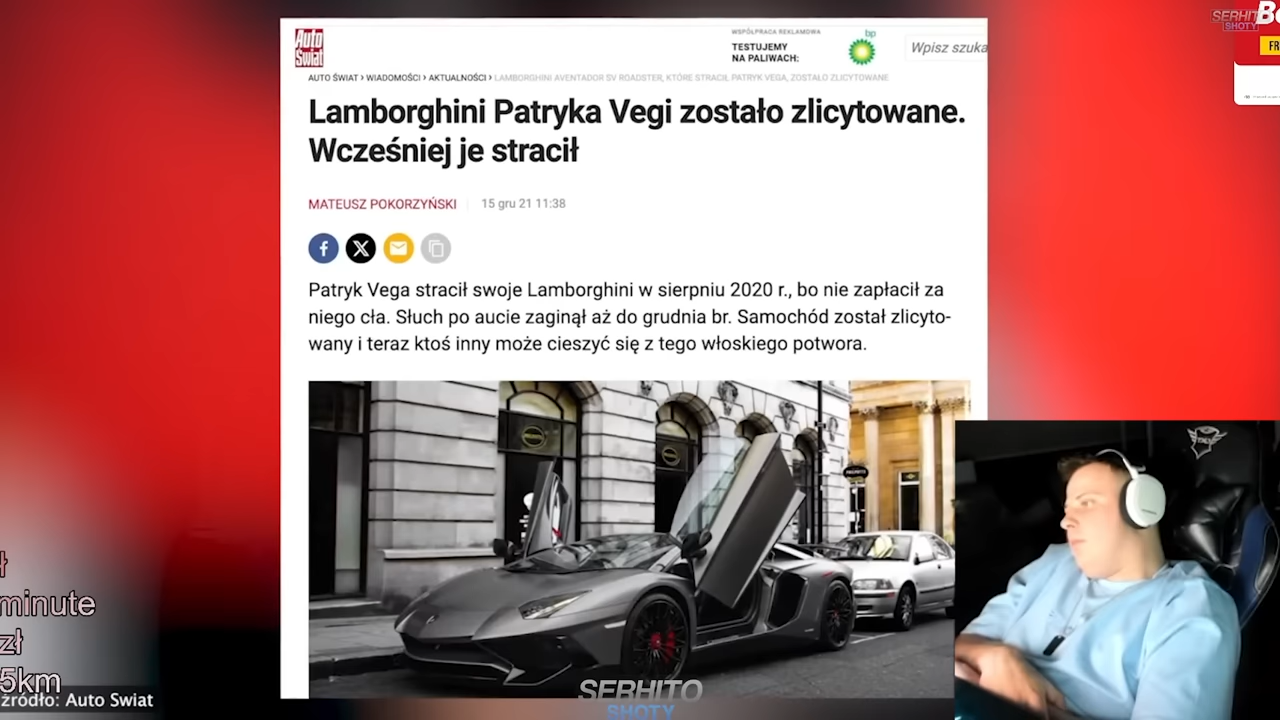 Auto
Świat
WSPÓŁPRACA REKLAMOWA
TESTUJEMY
NA PALIWACH:
bp
Wpisz szuka
SERHIT
SHOTY
Be
FR
AUTO ŚWIAT › WIADOMOŚCI › AKTUALNOŚCI › LAMBORGHINI AVENTADOR SV ROADSTER, KTÓRE STRACIŁ PATRYK VEGA, ZOSTAŁO ZLICYTOWANE
Lamborghini Patryka Vegi zostało zlicytowane.
Wcześniej je stracił
MATEUSZ POKORZYŃSKI
15 gru 21 11:38
Patryk Vega stracił swoje Lamborghini w sierpniu 2020 r., bo nie zapłacił za
niego cła. Słuch po aucie zaginął aż do grudnia br. Samochód został zlicyto-
wany i teraz ktoś inny może cieszyć się z tego włoskiego potwora.
ł
minute
zł
5km
źródło: Auto Swiat
SERHITO
SHOTY